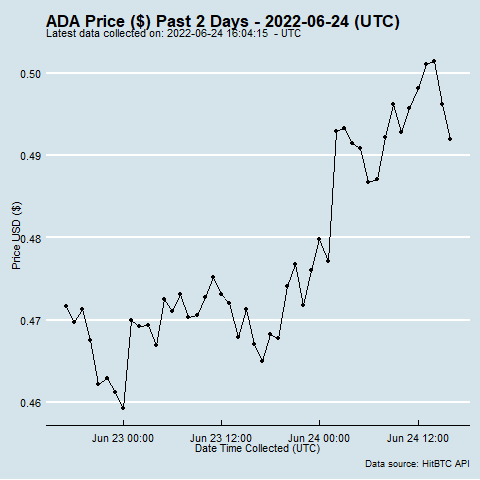 ADA Price ($) Past 2 Days - 2022-06-24 (UTC)
Latest data collected on: 2022-06-24 16:04:15  - UTC
Price USD ($)
0.50
0.49
0.48
0.47
0.46
Jun 23 00:00
Jun 23 12:00
Jun 24 00:00
Jun 24 12:00
Date Time Collected (UTC)
Data source: HitBTC API